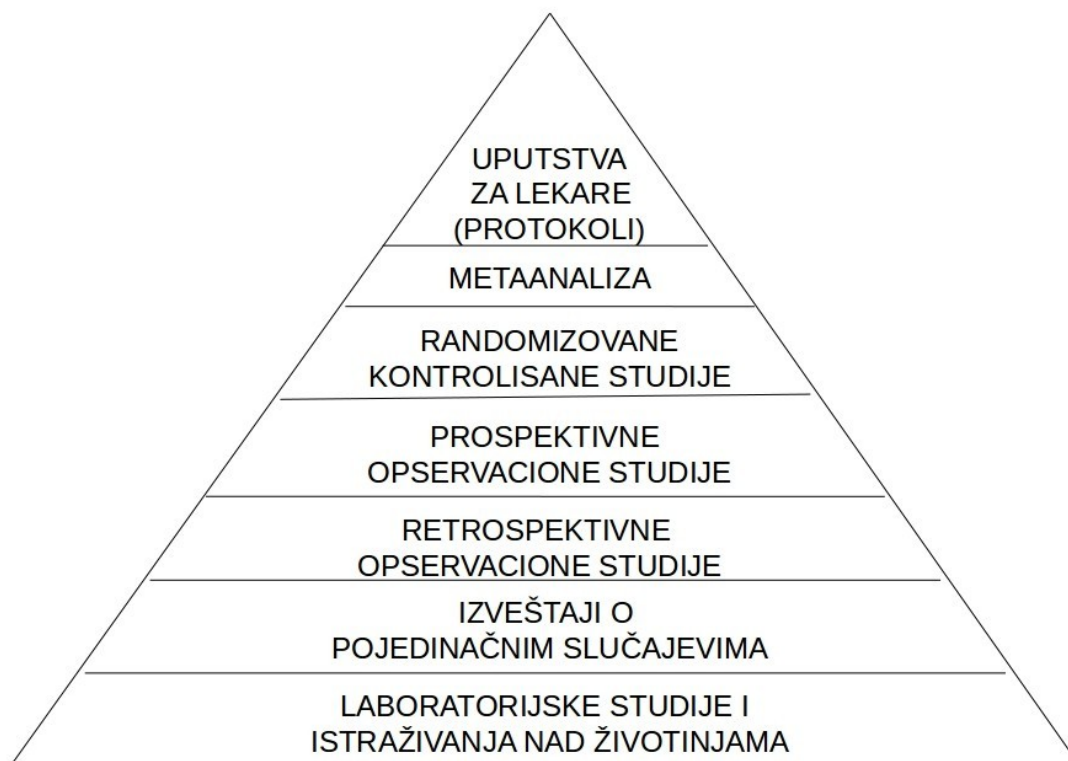 UPUTSTVA
ZA LEKARE
(PROTOKOLI)
METAANALIZA
RANDOMIZOVANE
KONTROLISANE STUDIJE
PROSPEKTIVNE
OPSERVACIONE STUDIJE
RETROSPEKTIVNE
OPSERVACIONE STUDIJE
IZVEŠTAJI O
POJEDINAČNIM SLUČAJEVIMA
LABORATORIJSKE STUDIJE I
ISTRAŽIVANJA NAD ŽIVOTINJAMA